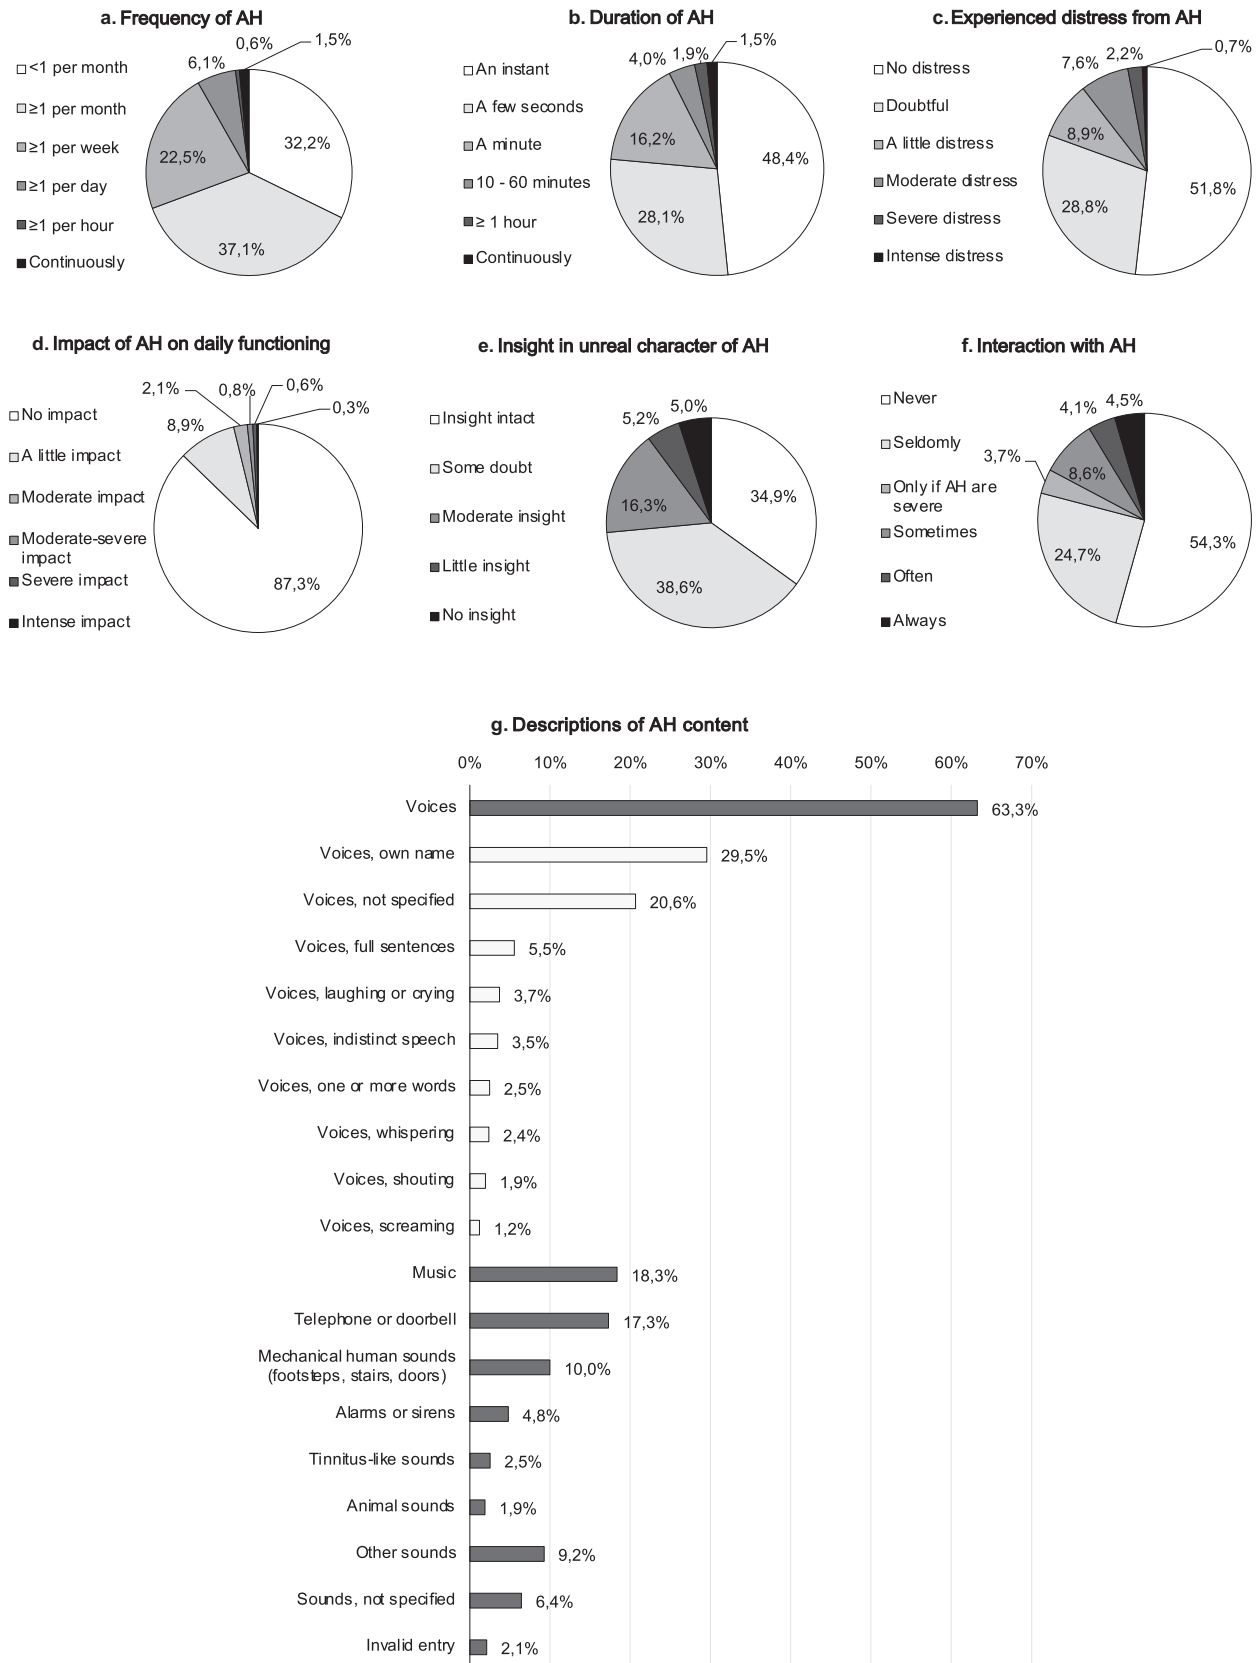 a. Frequency of AH
<1 per month
≥1 per month
≥1 per week
≥1 per day
≥1 per hour
Continuously
32,2%
37,1%
22,5%
6,1%
0,6%
1,5%
b. Duration of AH
An instant
A few seconds
A minute
10 - 60 minutes
≥ 1 hour
Continuously
48,4%
28,1%
16,2%
4,0%
1,9%
1,5%
c. Experienced distress from AH
No distress
Doubtful
A little distress
Moderate distress
Severe distress
Intense distress
51,8%
28,8%
8,9%
7,6%
2,2%
0,7%
d. Impact of AH on daily functioning
No impact
A little impact
Moderate impact
Moderate-severe
impact
Severe impact
Intense impact
87,3%
8,9%
2,1%
0,8%
0,6%
0,3%
e. Insight in unreal character of AH
Insight intact
Some doubt
Moderate insight
Little insight
No insight
34,9%
38,6%
16,3%
5,2%
5,0%
f. Interaction with AH
Never
Seldomly
Only if AH are
severe
Sometimes
Often
Always
54,3%
24,7%
3,7%
8,6%
4,1%
4,5%
g. Descriptions of AH content
0% 10% 20% 30% 40% 50% 60% 70%
Voices 63,3%
Voices, own name 29,5%
Voices, not specified 20,6%
Voices, full sentences 5,5%
Voices, laughing or crying 3,7%
Voices, indistinct speech 3,5%
Voices, one or more words 2,5%
Voices, whispering 2,4%
Voices, shouting 1,9%
Voices, screaming 1,2%
Music 18,3%
Telephone or doorbell 17,3%
Mechanical human sounds
(footsteps, stairs, doors) 10,0%
Alarms or sirens 4,8%
Tinnitus-like sounds 2,5%
Animal sounds 1,9%
Other sounds 9,2%
Sounds, not specified 6,4%
Invalid entry 2,1%